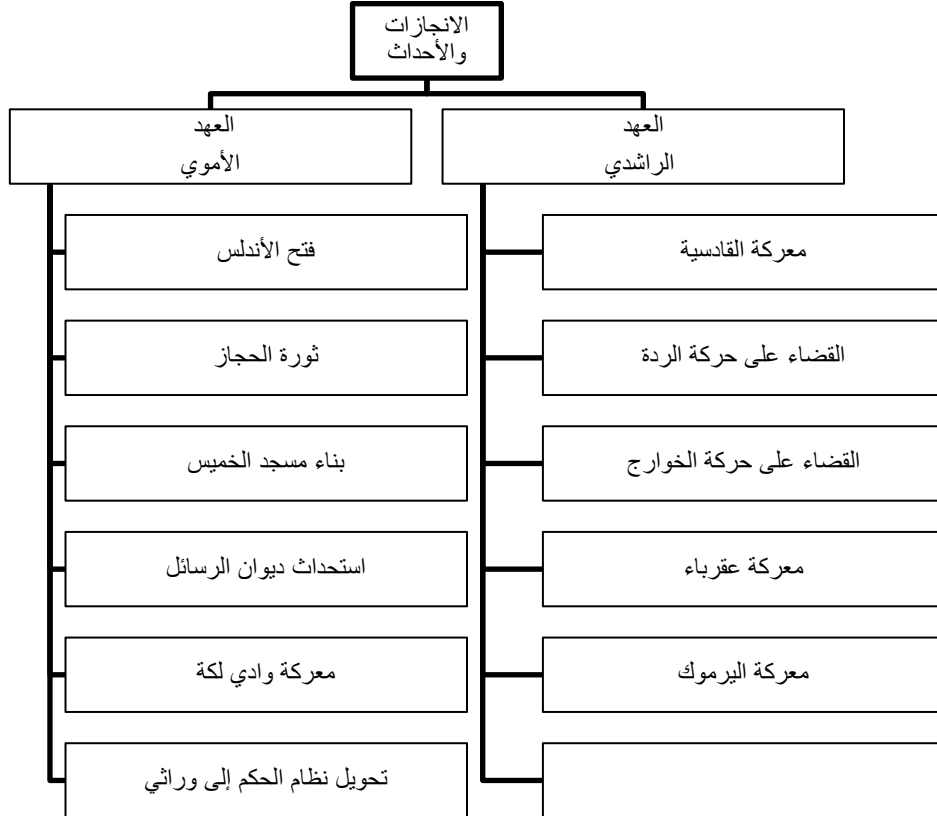 الانجازات
والأحداث
العهد
الراشدي
معركة القادسية
القضاء على حركة الردة
القضاء على حركة الخوارج
معركة عقرباء
معركة اليرموك
العهد
الأموي
فتح الأندلس
ثورة الحجاز
بناء مسجد الخميس
استحداث ديوان الرسائل
معركة وادي لكة
تحويل نظام الحكم إلى وراثي